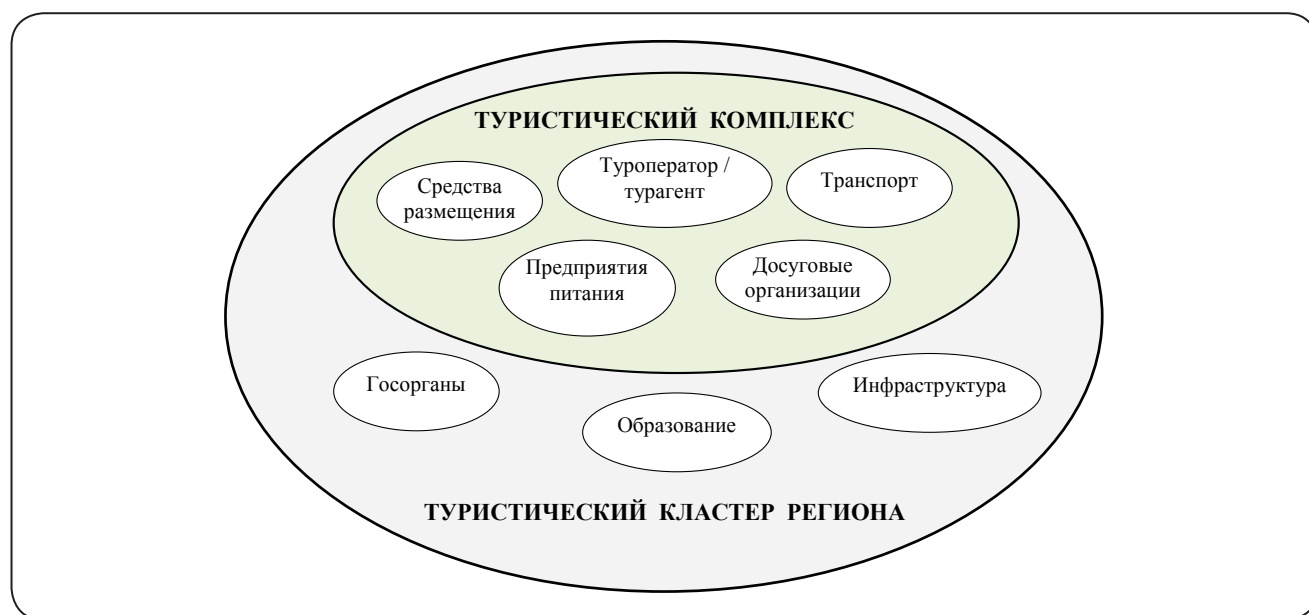 ТУРИСТИЧЕСКИЙ КОМПЛЕКС
Средства
размещения
Туроператор /
турагент
Транспорт
Предприятия
питания
Досуговые
организации
Госорганы
Образование
Инфраструктура
ТУРИСТИЧЕСКИЙ КЛАСТЕР РЕГИОНА